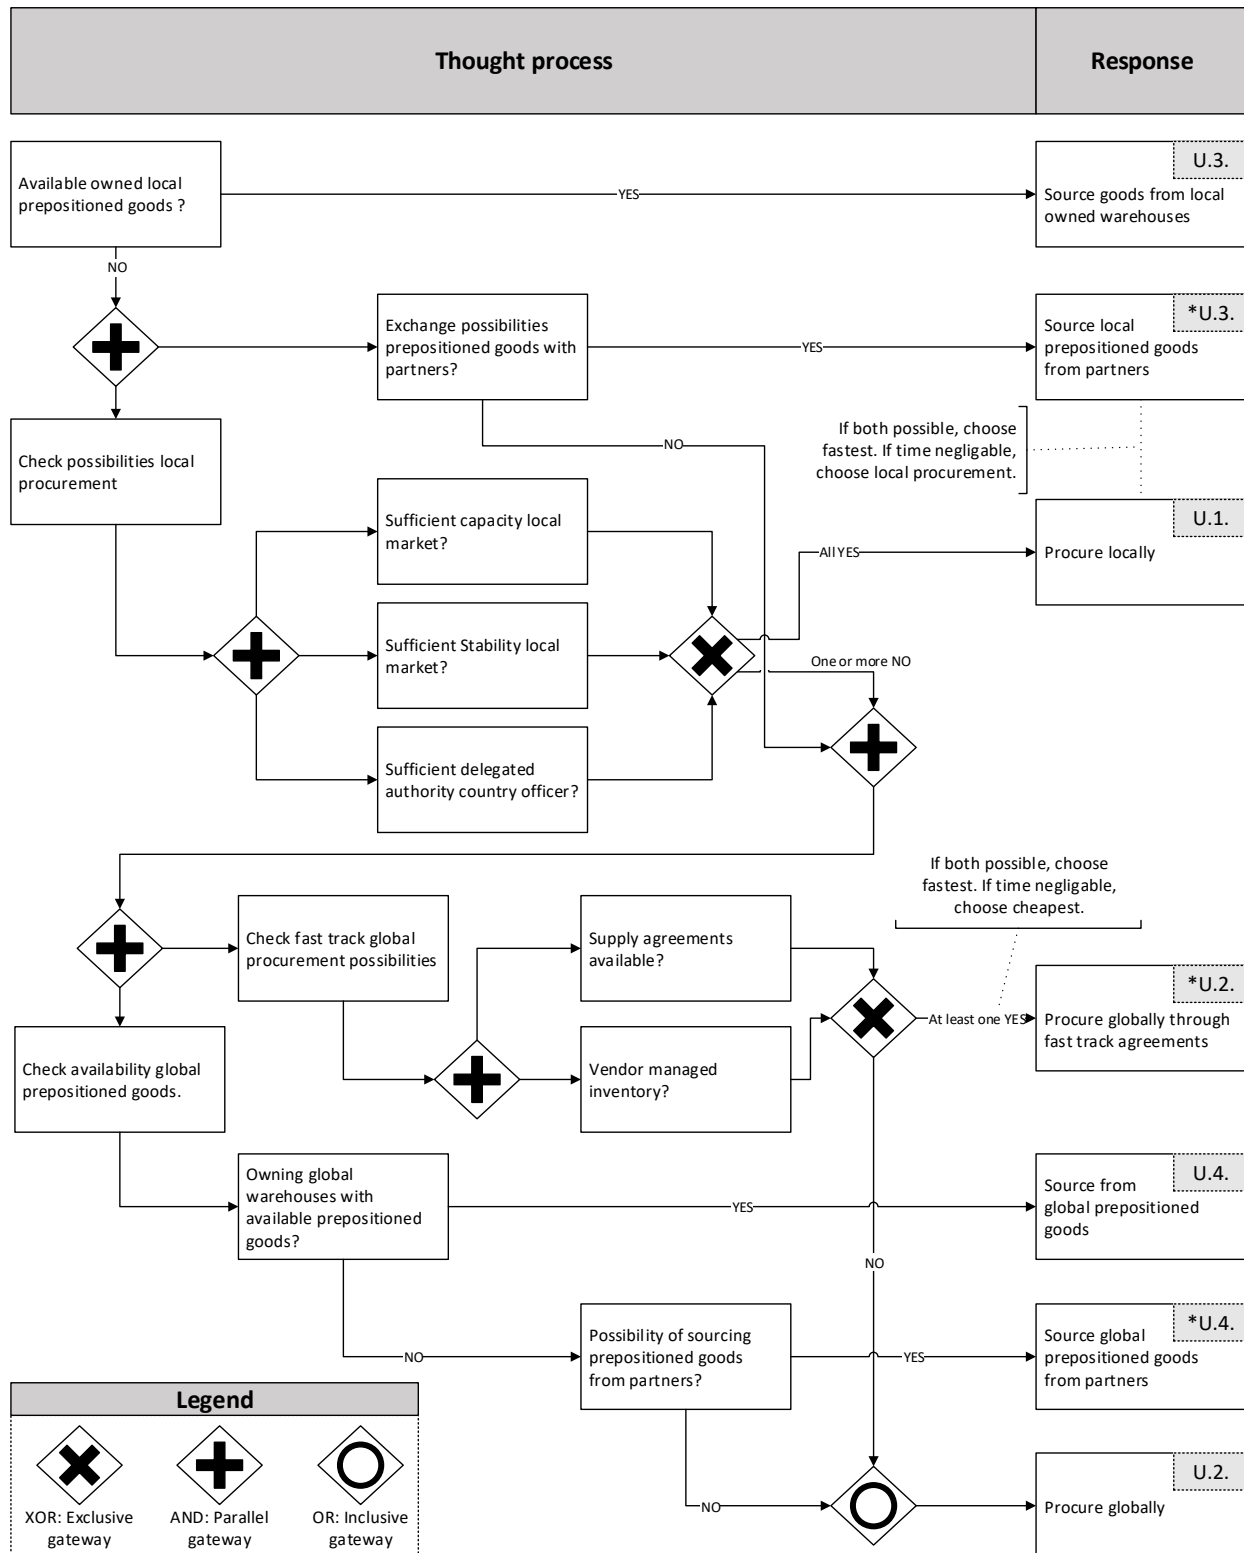 Thought process
Response
Available owned local
prepositioned goods ?
YES
U.3.
Source goods from local
owned warehouses
NO
Exchange possibilities
prepositioned goods with
partners?
YES
*U.3.
Source local
prepositioned goods
from partners
NO
If both possible, choose
fastest. If time negligable,
choose local procurement.
Check possibilities local
procurement
Sufficient capacity local
market?
All YES
U.1.
Procure locally
Sufficient Stability local
market?
One or more NO
Sufficient delegated
authority country officer?
If both possible, choose
fastest. If time negligable,
choose cheapest.
Check fast track global
procurement possibilities
Supply agreements
available?
At least one YES
*U.2.
Procure globally through
fast track agreements
Check availability global
prepositioned goods.
Vendor managed
inventory?
Owning global
warehouses with
available prepositioned
goods?
YES
U.4.
Source from
global prepositioned
goods
NO
NO
Possibility of sourcing
prepositioned goods
from partners?
YES
*U.4.
Source global
prepositioned goods
from partners
NO
U.2.
Procure globally
Legend
XOR: Exclusive
gateway
AND: Parallel
gateway
OR: Inclusive
gateway